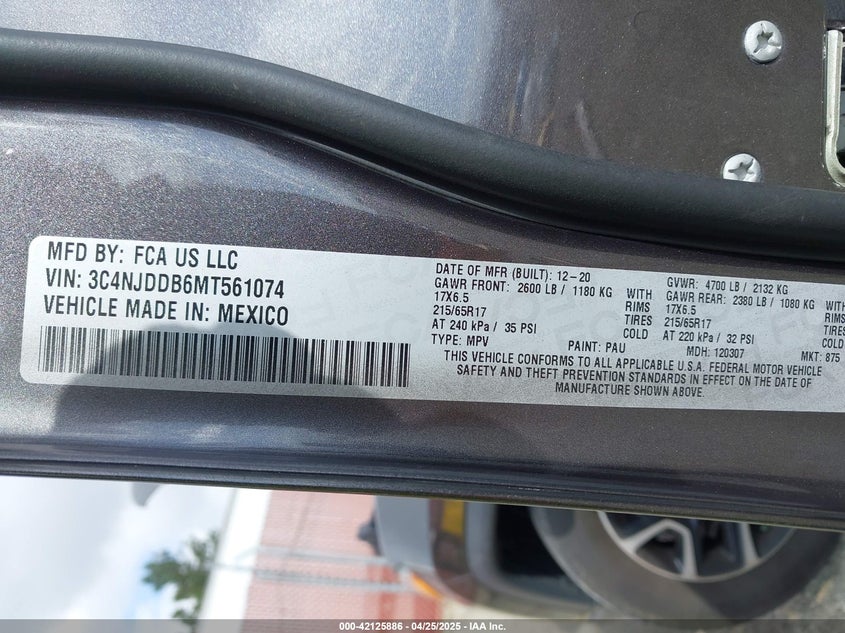 MFD BY: FCA US LLC
VIN: 3C4NJDDB6MT561074
VEHICLE MADE IN: MEXICO
DATE OF MFR (BUILT): 12-20
GVWR: 4700 LB / 2132 KG
GAWR FRONT: 2600 LB / 1180 KG WITH GAWR REAR: 2380 LB / 1080 KG WITH
17X6.5 RIMS 17X6.5 RIMS
215/65R17 TIRES 215/65R17 TIRES
AT 240 kPa / 35 PSI COLD AT 220 kPa / 32 PSI COLD
TYPE: MPV PAINT: PAU MDH: 120307 MKT: 875
THIS VEHICLE CONFORMS TO ALL APPLICABLE U.S.A. FEDERAL MOTOR VEHICLE
SAFETY AND THEFT PREVENTION STANDARDS IN EFFECT ON THE DATE OF
MANUFACTURE SHOWN ABOVE.
000-42125886 - 04/25/2025 - IAA Inc.